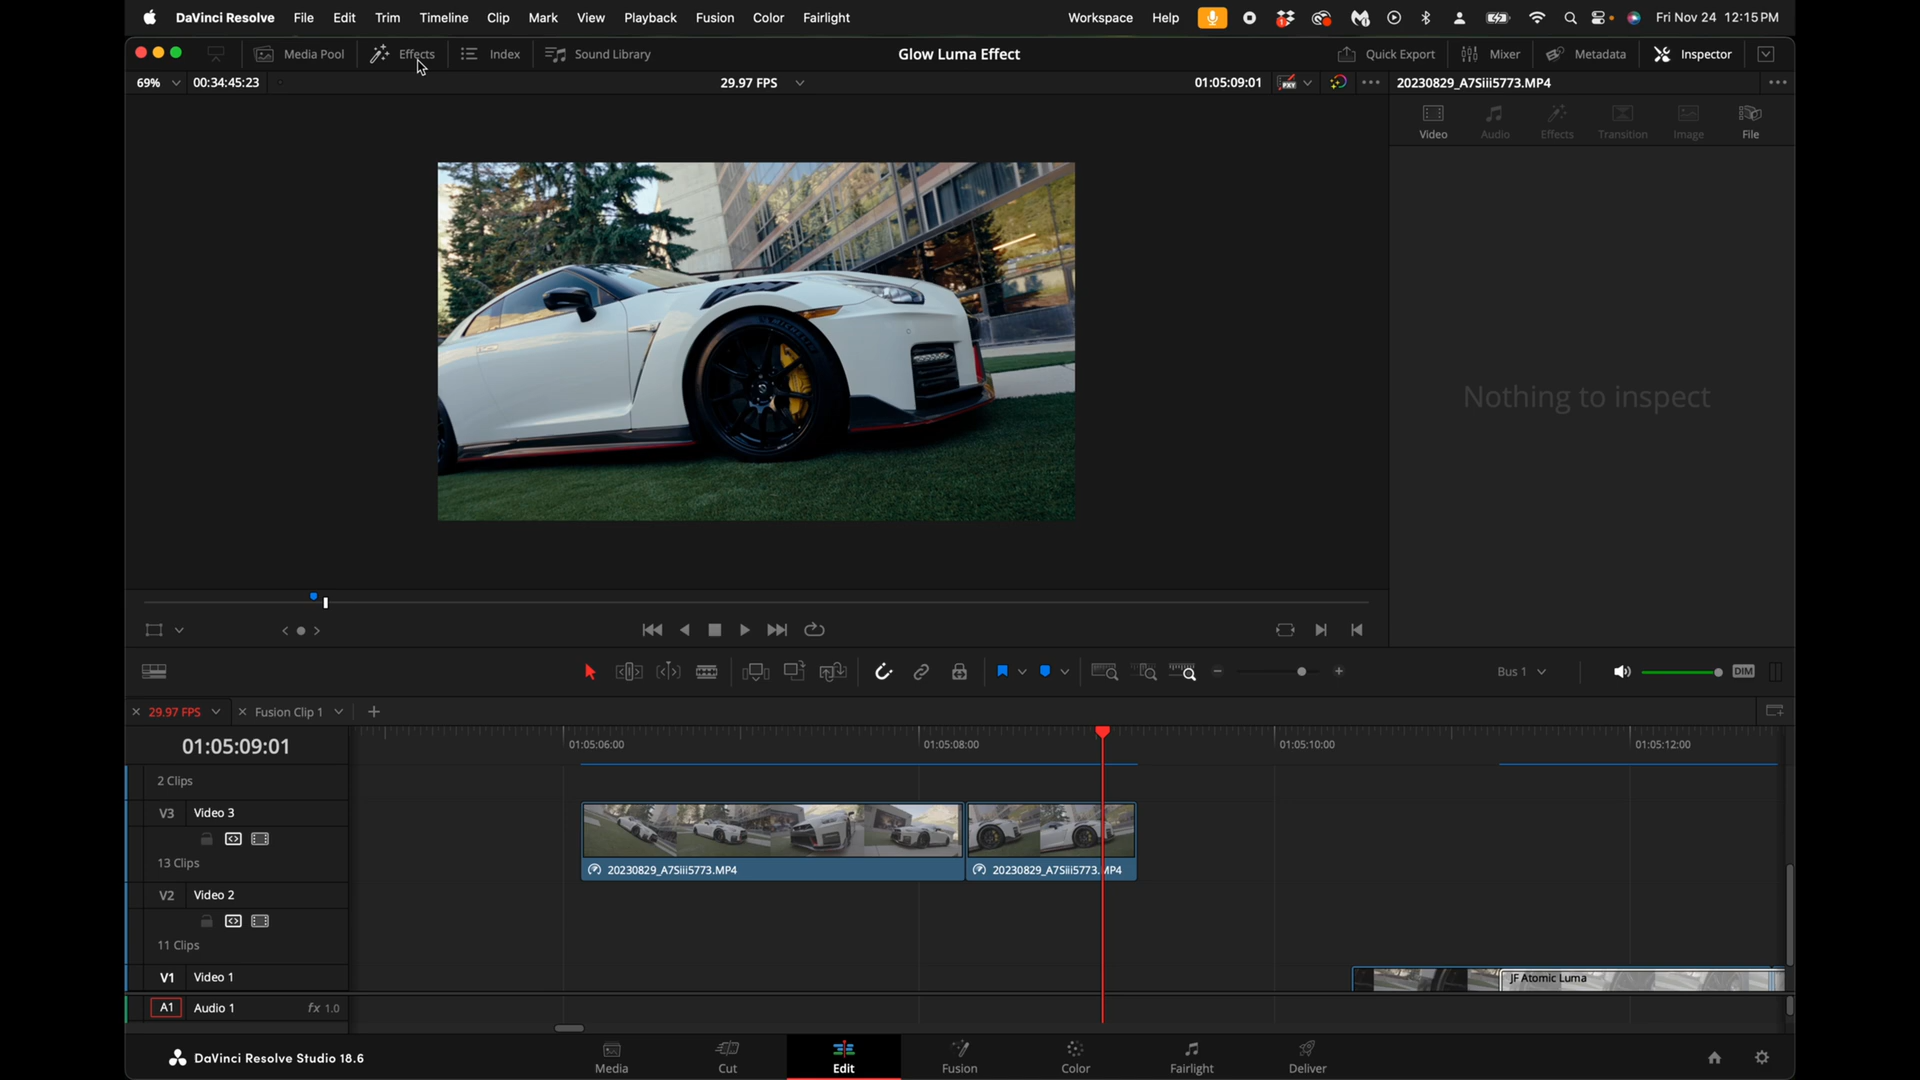 DaVinci Resolve File Edit Trim Timeline Clip Mark View Playback Fusion Color Fairlight Workspace Help Fri Nov 24 12:15 PM
Media Pool Effects Index Sound Library Glow Luma Effect Quick Export Mixer Metadata Inspector
69% 00:34:45:23 29.97 FPS 01:05:09:01 20230829_A7Siii5773.MP4
Video Audio Effects Transition Image File
Nothing to inspect
Bus 1 DIM
29.97 FPS Fusion Clip 1
01:05:09:01 01:05:06:00 01:05:08:00 01:05:10:00 01:05:12:00
2 Clips
V3 Video 3
13 Clips
20230829_A7Siii5773.MP4 20230829_A7Siii5773.MP4
V2 Video 2
11 Clips
V1 Video 1 JF Atomic Luma
A1 Audio 1 fx 1.0
DaVinci Resolve Studio 18.6 Media Cut Edit Fusion Color Fairlight Deliver